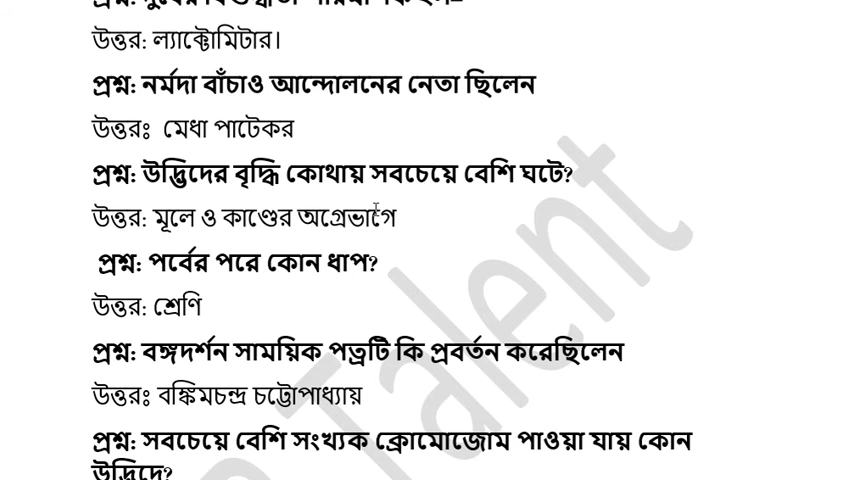 উত্তর: ল্যাক্টোমিটার।
প্রশ্ন: নর্মদা বাঁচাও আন্দোলনের নেতা ছিলেন
উত্তরঃ মেধা পাটেকর
প্রশ্ন: উদ্ভিদের বৃদ্ধি কোথায় সবচেয়ে বেশি ঘটে?
উত্তর: মূলে ও কাণ্ডের অগ্রেভাগে
প্রশ্ন: পর্বের পরে কোন ধাপ?
উত্তর: শ্রেণি
প্রশ্ন: বঙ্গদর্শন সাময়িক পত্রটি কি প্রবর্তন করেছিলেন
উত্তরঃ বঙ্কিমচন্দ্র চট্টোপাধ্যায়
প্রশ্ন: সবচেয়ে বেশি সংখ্যক ক্রোমোজোম পাওয়া যায় কোন
উদ্ভিদে?
Talent